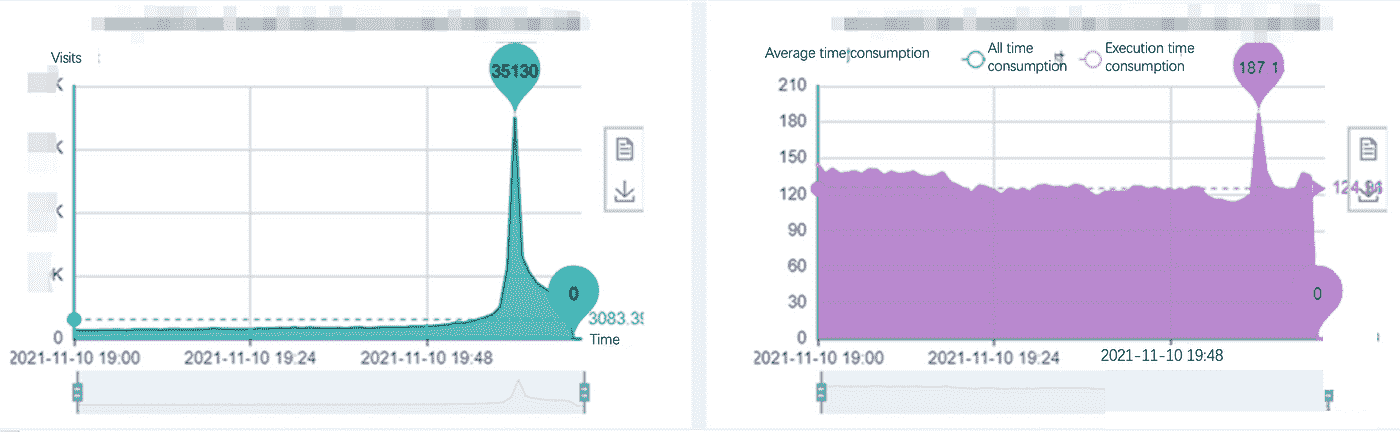 Visits
35130
K
K
K
K
0
0
3083.39
Time
2021-11-10 19:00
2021-11-10 19:24
2021-11-10 19:48
Average time consumption
All time
consumption
Execution time
consumption
187 1
210
180
150
120
90
60
30
0
0
2021-11-10 19:00
2021-11-10 19:24
2021-11-10 19:48